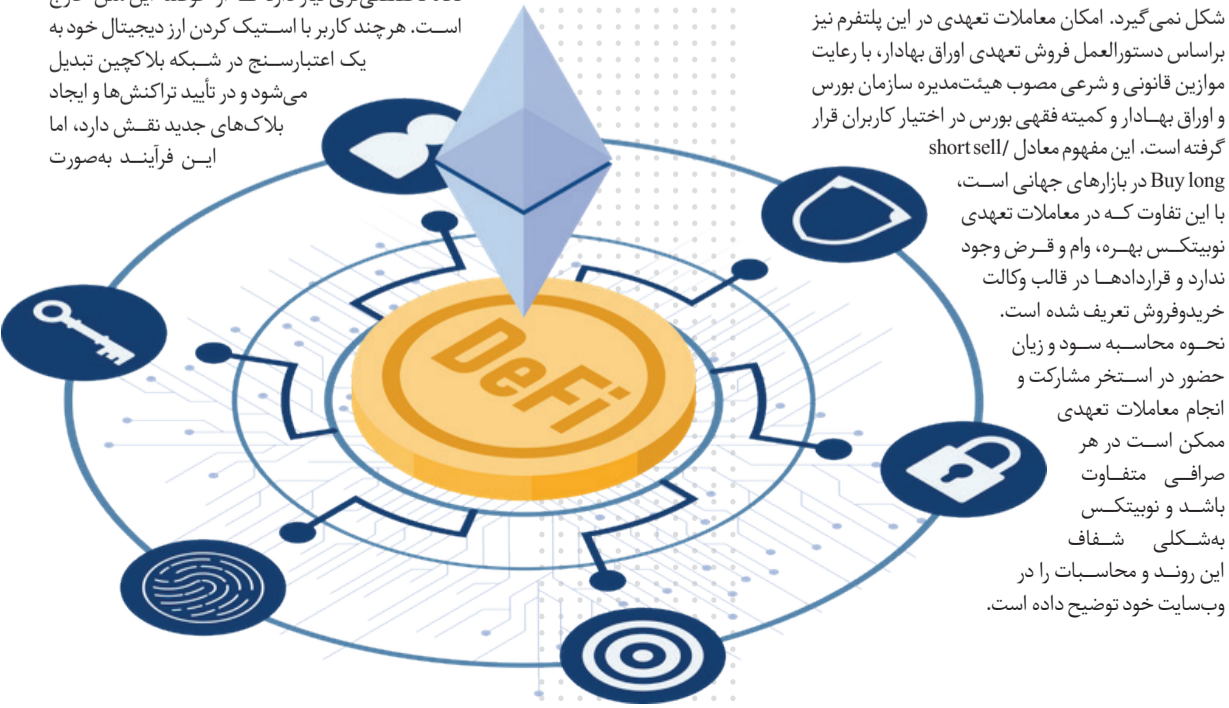 شکل نمی‌گیرد. امکان معاملات تعهدی در این پلتفرم نیز
براساس دستورالعمل فروش تعهدی اوراق بهادار، با رعایت
موازین قانونی و شرعی مصوب هیئت‌مدیره سازمان بورس
و اوراق بهادار و کمیته فقهی بورس در اختیار کاربران قرار
گرفته است. این مفهوم معادل short sell/
Buy long در بازارهای جهانی است،
با این تفاوت که در معاملات تعهدی
نوبیتکس بهره، وام و قرض وجود
ندارد و قراردادها در قالب وکالت
خریدوفروش تعریف شده است.
نحوه محاسبه سود و زیان
حضور در استخر مشارکت و
انجام معاملات تعهدی
ممکن است در هر
صرافی متفاوت
باشد و نوبیتکس
به‌شکلی شفاف
این روند و محاسبات را در
وب‌سایت خود توضیح داده است.
است. هرچند کاربر با استیک کردن ارز دیجیتال خود به
یک اعتبارسنج در شبکه بلاکچین تبدیل
می‌شود و در تأیید تراکنش‌ها و ایجاد
بلاک‌های جدید نقش دارد، اما
این فرآیند به‌صورت
DeFi